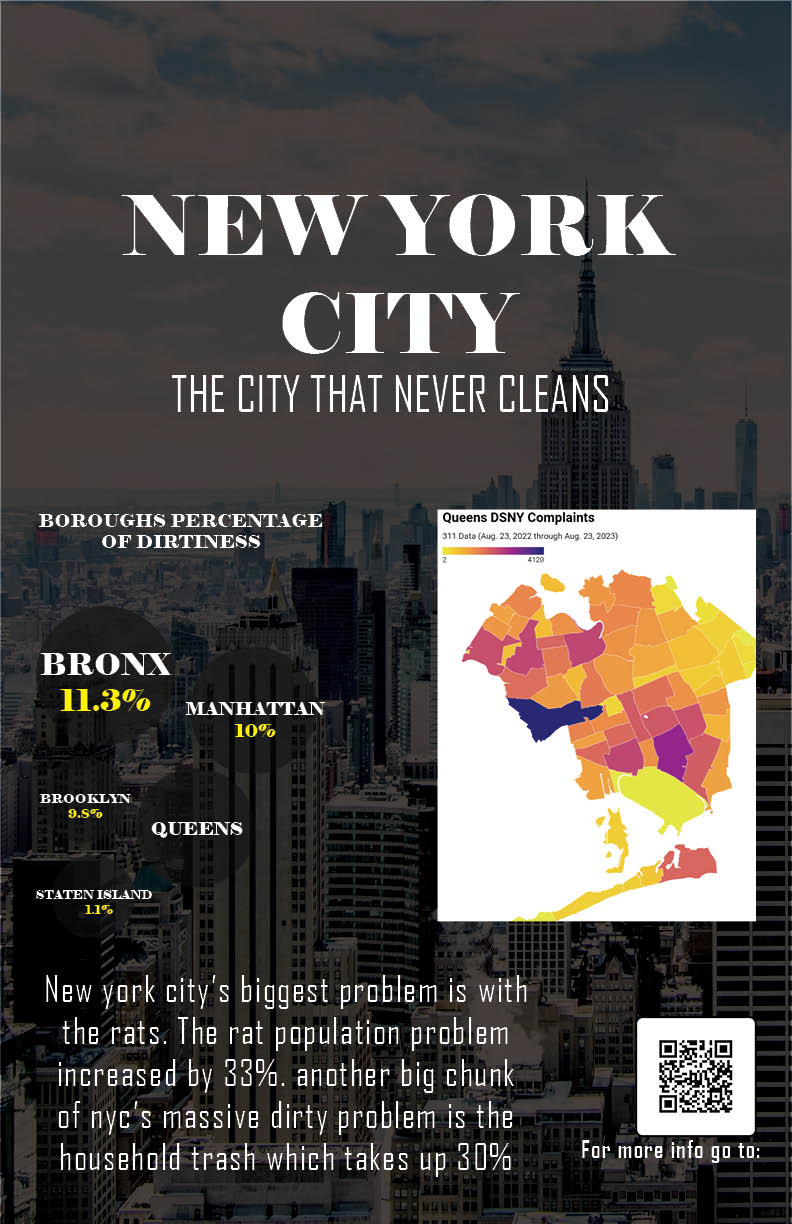 NEW YORK
CITY
THE CITY THAT NEVER CLEANS
BOROUGHS PERCENTAGE
OF DIRTINESS
BRONX
11.3%
MANHATTAN
10%
BROOKLYN
9.8%
QUEENS
STATEN ISLAND
1.1%
Queens DSNY Complaints
311 Data (Aug. 23, 2022 through Aug. 23, 2023)
2 4120
New york city's biggest problem is with
the rats. The rat population problem
increased by 33%. another big chunk
of nyc's massive dirty problem is the
household trash which takes up 30%
For more info go to: